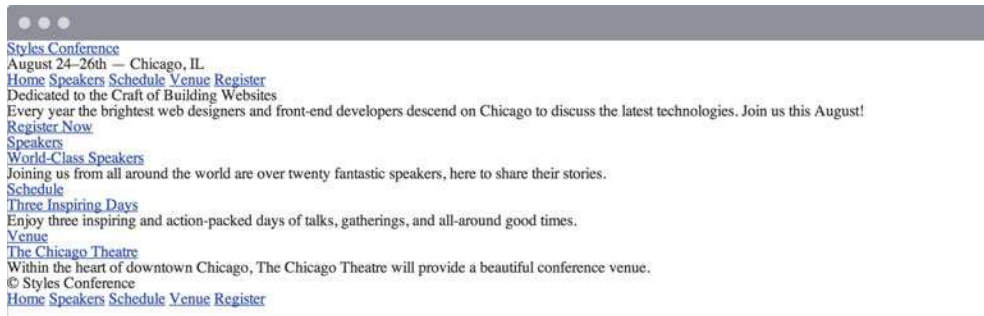 Styles Conference
August 24–26th — Chicago, IL
Home Speakers Schedule Venue Register
Dedicated to the Craft of Building Websites
Every year the brightest web designers and front-end developers descend on Chicago to discuss the latest technologies. Join us this August!
Register Now
Speakers
World-Class Speakers
Joining us from all around the world are over twenty fantastic speakers, here to share their stories.
Schedule
Three Inspiring Days
Enjoy three inspiring and action-packed days of talks, gatherings, and all-around good times.
Venue
The Chicago Theatre
Within the heart of downtown Chicago, The Chicago Theatre will provide a beautiful conference venue.
© Styles Conference
Home Speakers Schedule Venue Register